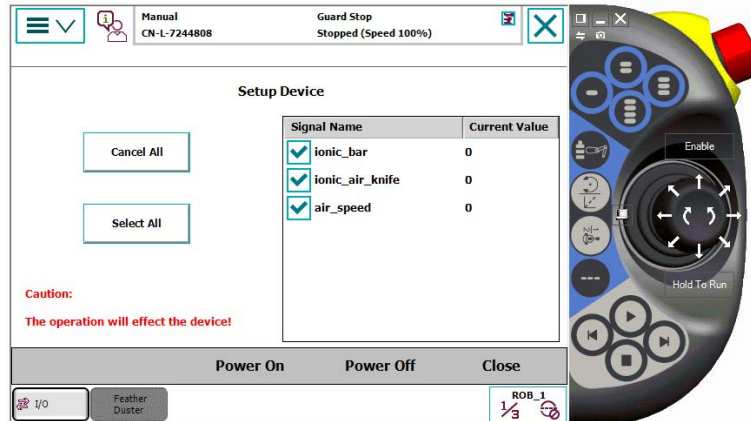 Manual
CN-L-7244808
Guard Stop
Stopped (Speed 100%)
Setup Device
Cancel All
Select All
Signal Name Current Value
ionic_bar 0
ionic_air_knife 0
air_speed 0
Caution:
The operation will effect the device!
Power On Power Off Close
I/O
Feather
Duster
ROB_1
1/3
Enable
Hold To Run